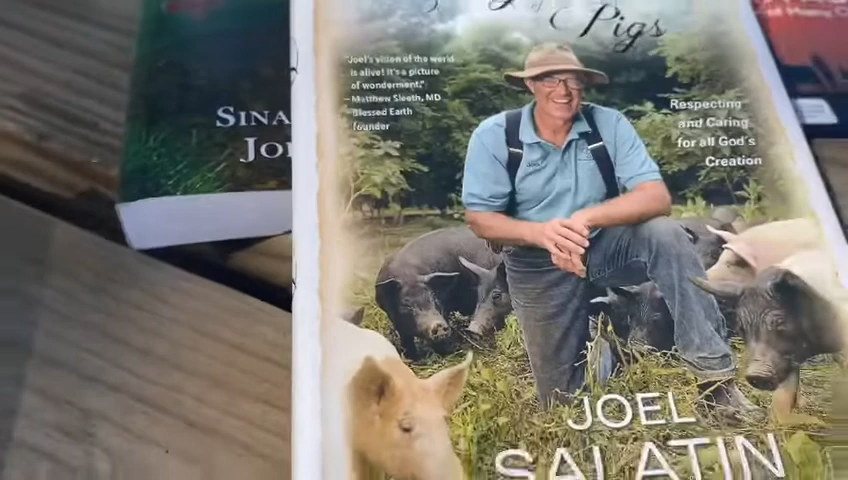 of Pigs
"Joel's vision of the world
is alive! It's a picture
of wonderment,"
—Matthew Sleeth, MD
Blessed Earth
founder
Respecting
and Caring
for all God's
Creation
SINA
JO
JOEL
SALATIN